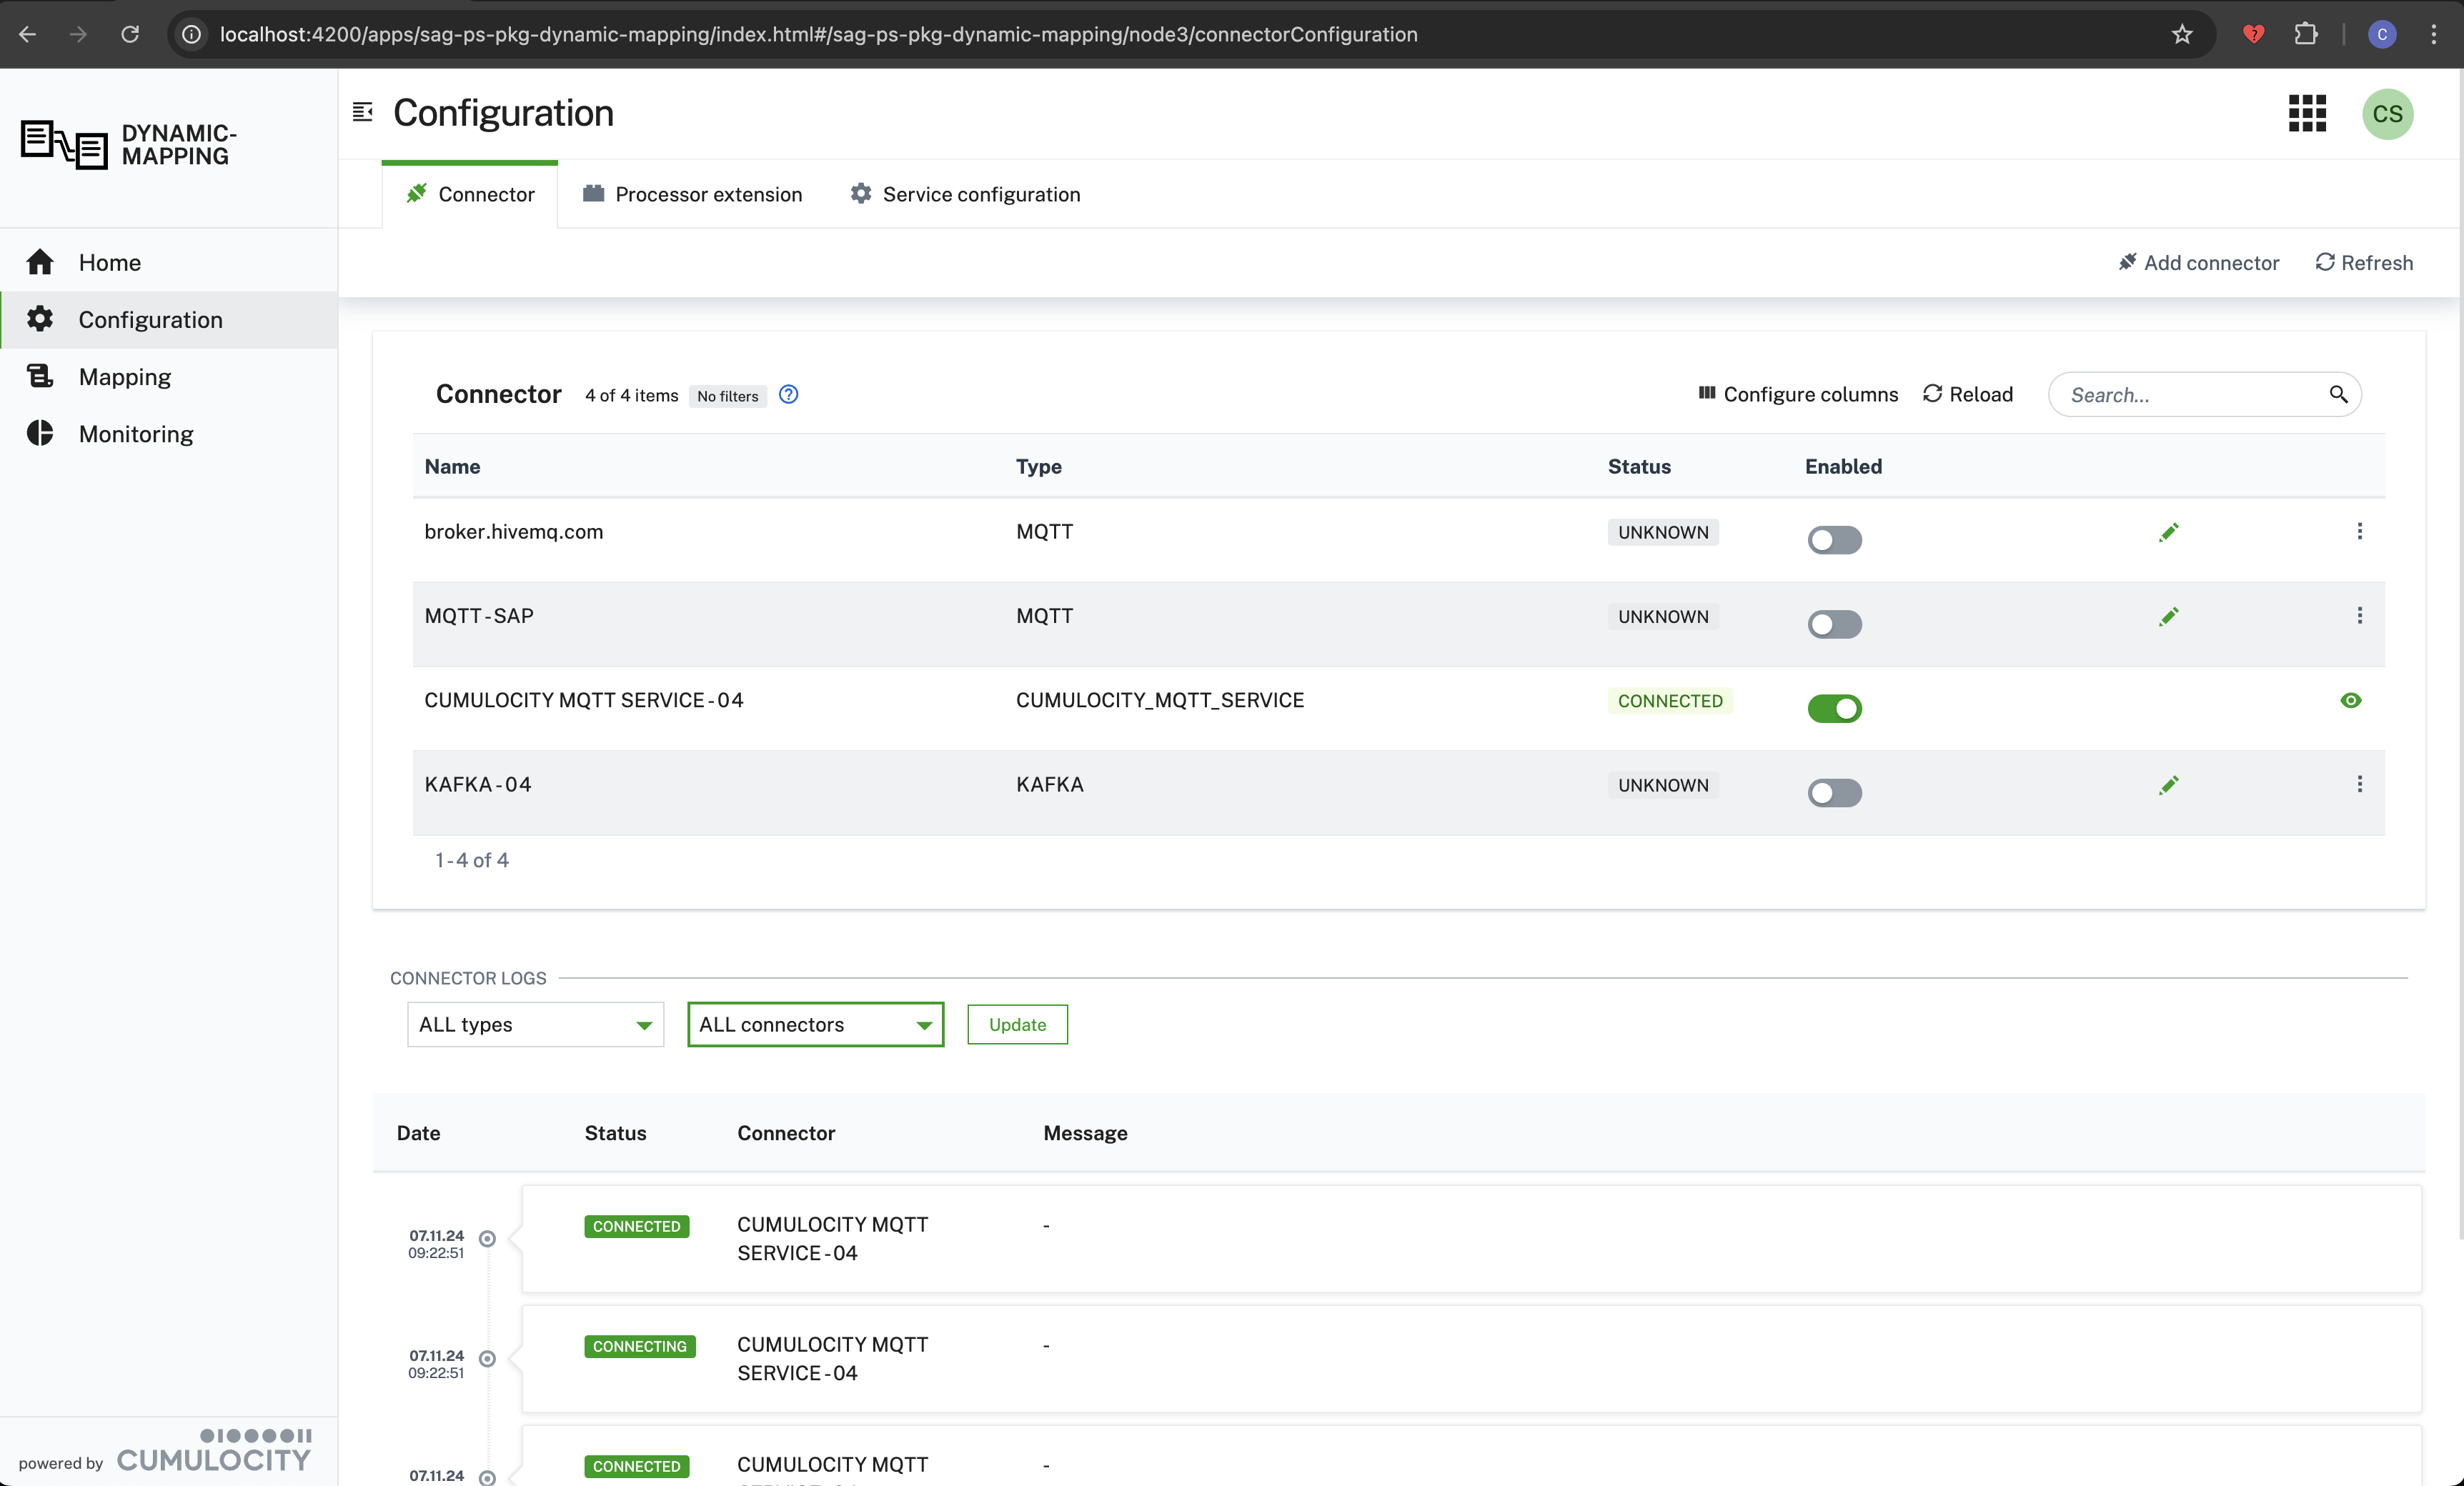 localhost:4200/apps/sag-ps-pkg-dynamic-mapping/index.html#/sag-ps-pkg-dynamic-mapping/node3/connectorConfiguration
C
DYNAMIC-
MAPPING
Configuration
CS
Connector
Processor extension
Service configuration
Home
Configuration
Mapping
Monitoring
Add connector
Refresh
Connector 4 of 4 items No filters
Configure columns
Reload
Search...
Name Type Status Enabled
broker.hivemq.com MQTT UNKNOWN
MQTT-SAP MQTT UNKNOWN
CUMULOCITY MQTT SERVICE-04 CUMULOCITY_MQTT_SERVICE CONNECTED
KAFKA-04 KAFKA UNKNOWN
1-4 of 4
CONNECTOR LOGS
ALL types
ALL connectors
Update
Date Status Connector Message
07.11.24
09:22:51
CONNECTED
CUMULOCITY MQTT
SERVICE-04
-
07.11.24
09:22:51
CONNECTING
CUMULOCITY MQTT
SERVICE-04
-
07.11.24
CONNECTED
CUMULOCITY MQTT
-
powered by
CUMULOCITY